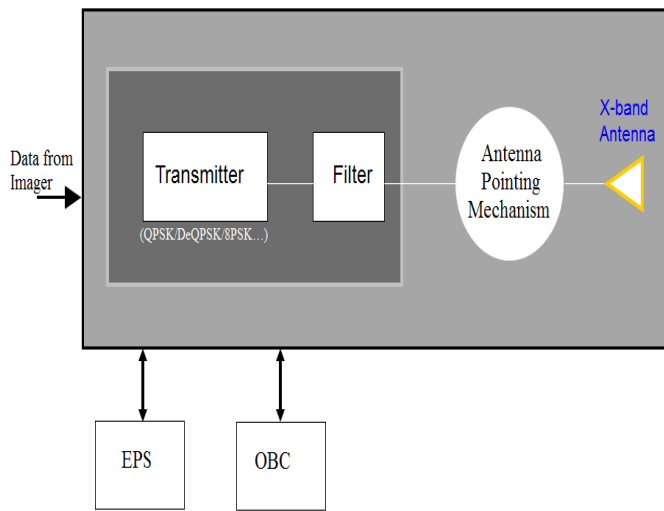 X-band
Antenna
Data from
Imager
Transmitter
Filter
Antenna
Pointing
Mechanism
(QPSK/DeQPSK/8PSK...)
EPS
OBC